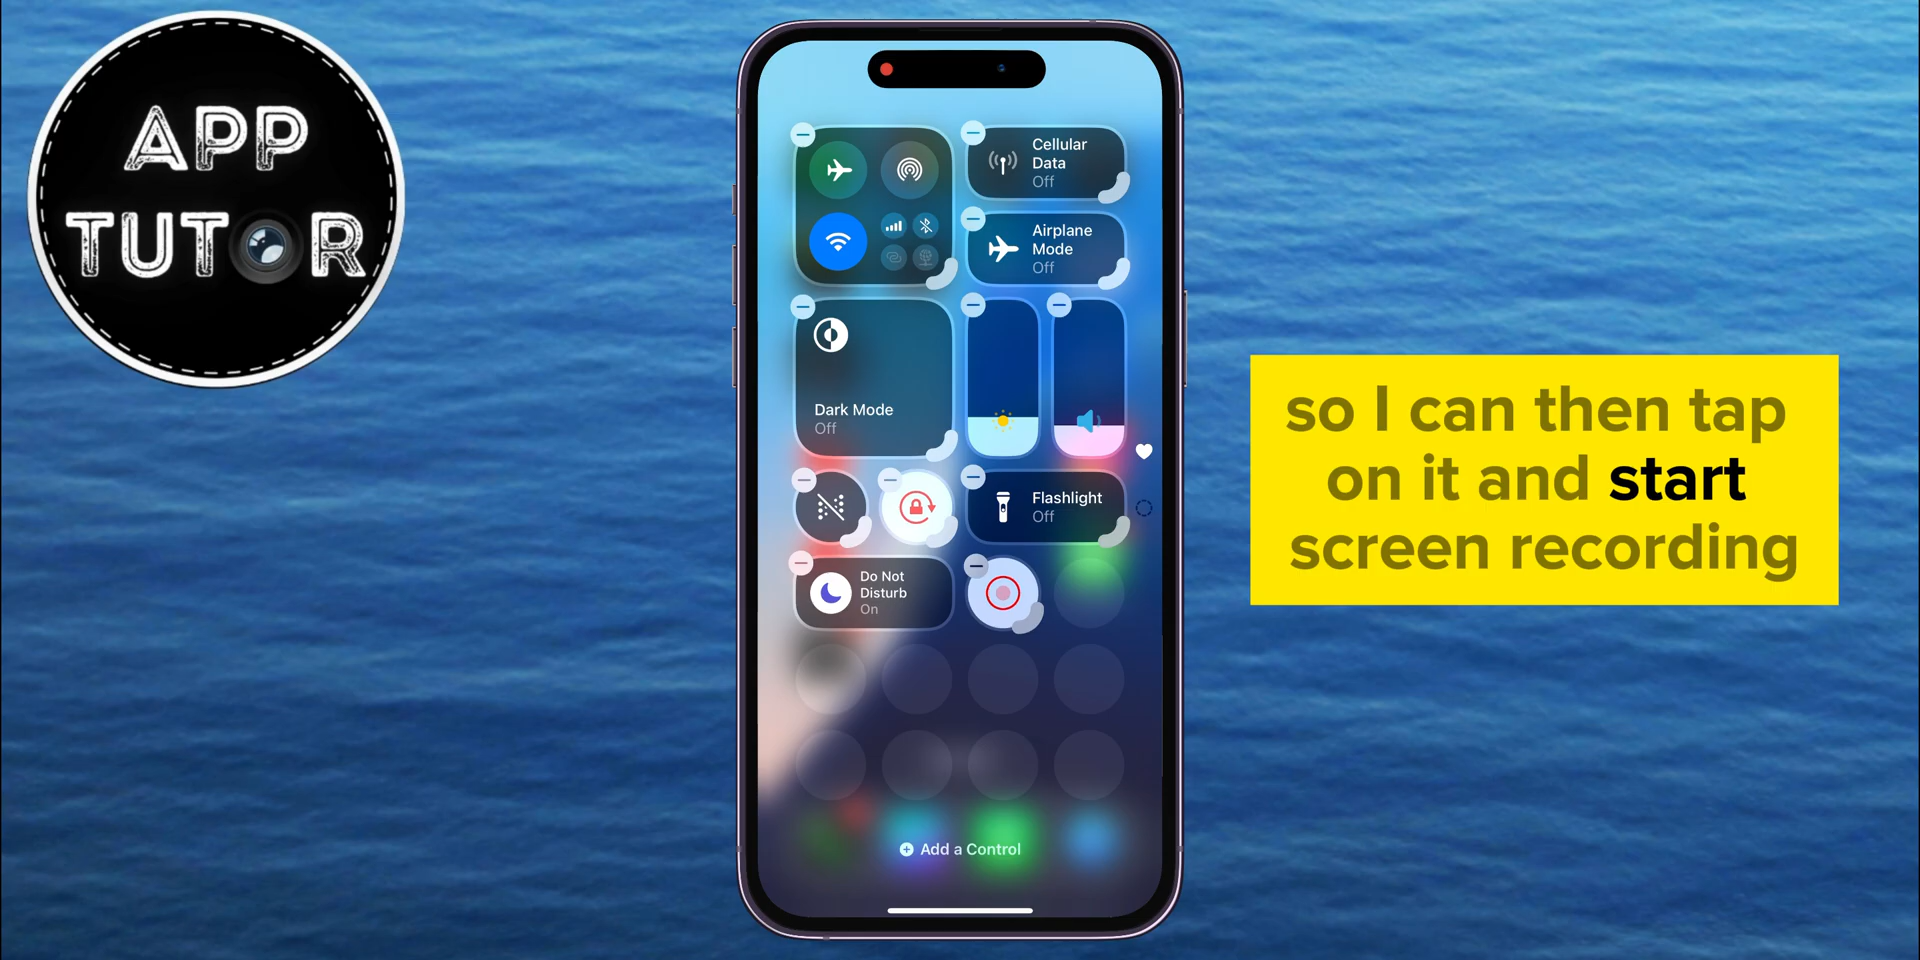 APP
TUTOR
Cellular
Data
Off
Airplane
Mode
Off
Dark Mode
Off
Flashlight
Off
Do Not
Disturb
On
Add a Control
so I can then tap
on it and start
screen recording